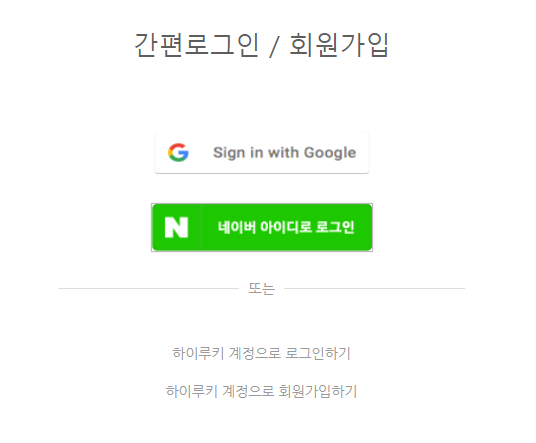 간편로그인 / 회원가입
Sign in with Google
N 네이버 아이디로 로그인
또는
하이루키 계정으로 로그인하기
하이루키 계정으로 회원가입하기